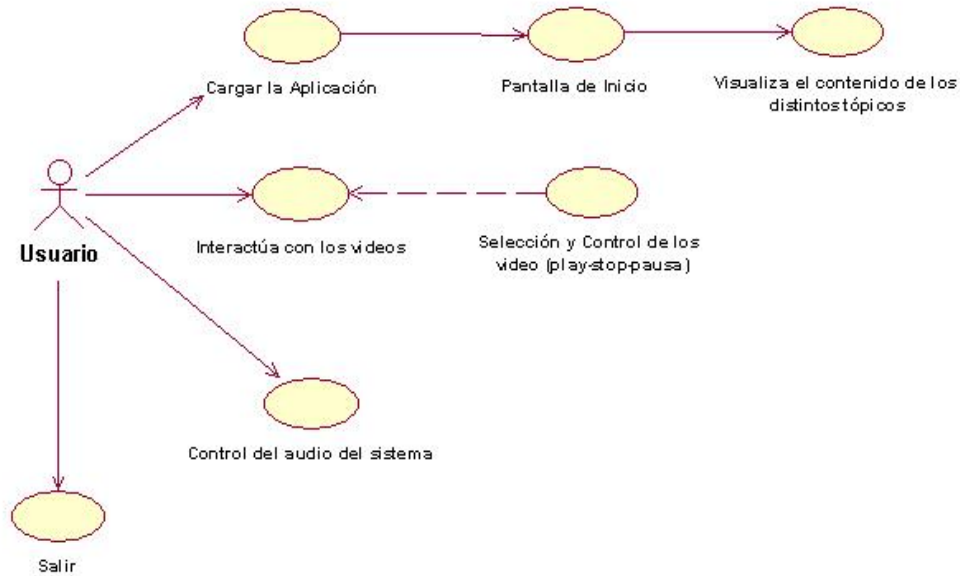 Cargar la Aplicación
Pantalla de Inicio
Visualiza el contenido de los
distintos tópicos
Usuario
Interactúa con los videos
Selección y Control de los
video (play-stop-pausa)
Control del audio del sistema
Salir